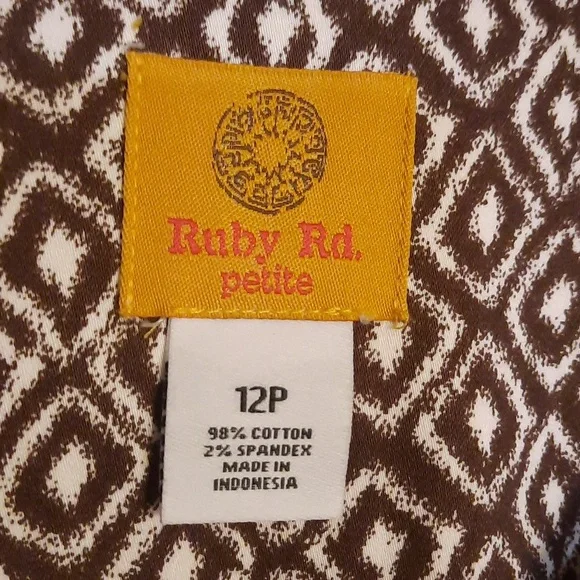 Ruby Rd.
petite
12P
98% COTTON
2% SPANDEX
MADE IN
INDONESIA